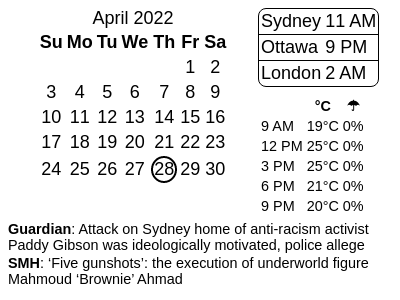 April 2022
Su Mo Tu We Th Fr Sa
1 2
3 4 5 6 7 8 9
10 11 12 13 14 15 16
17 18 19 20 21 22 23
24 25 26 27 28 29 30
Sydney 11 AM
Ottawa 9 PM
London 2 AM
°C ☂
9 AM 19°C 0%
12 PM 25°C 0%
3 PM 25°C 0%
6 PM 21°C 0%
9 PM 20°C 0%
Guardian: Attack on Sydney home of anti-racism activist
Paddy Gibson was ideologically motivated, police allege
SMH: ‘Five gunshots’: the execution of underworld figure
Mahmoud ‘Brownie’ Ahmad